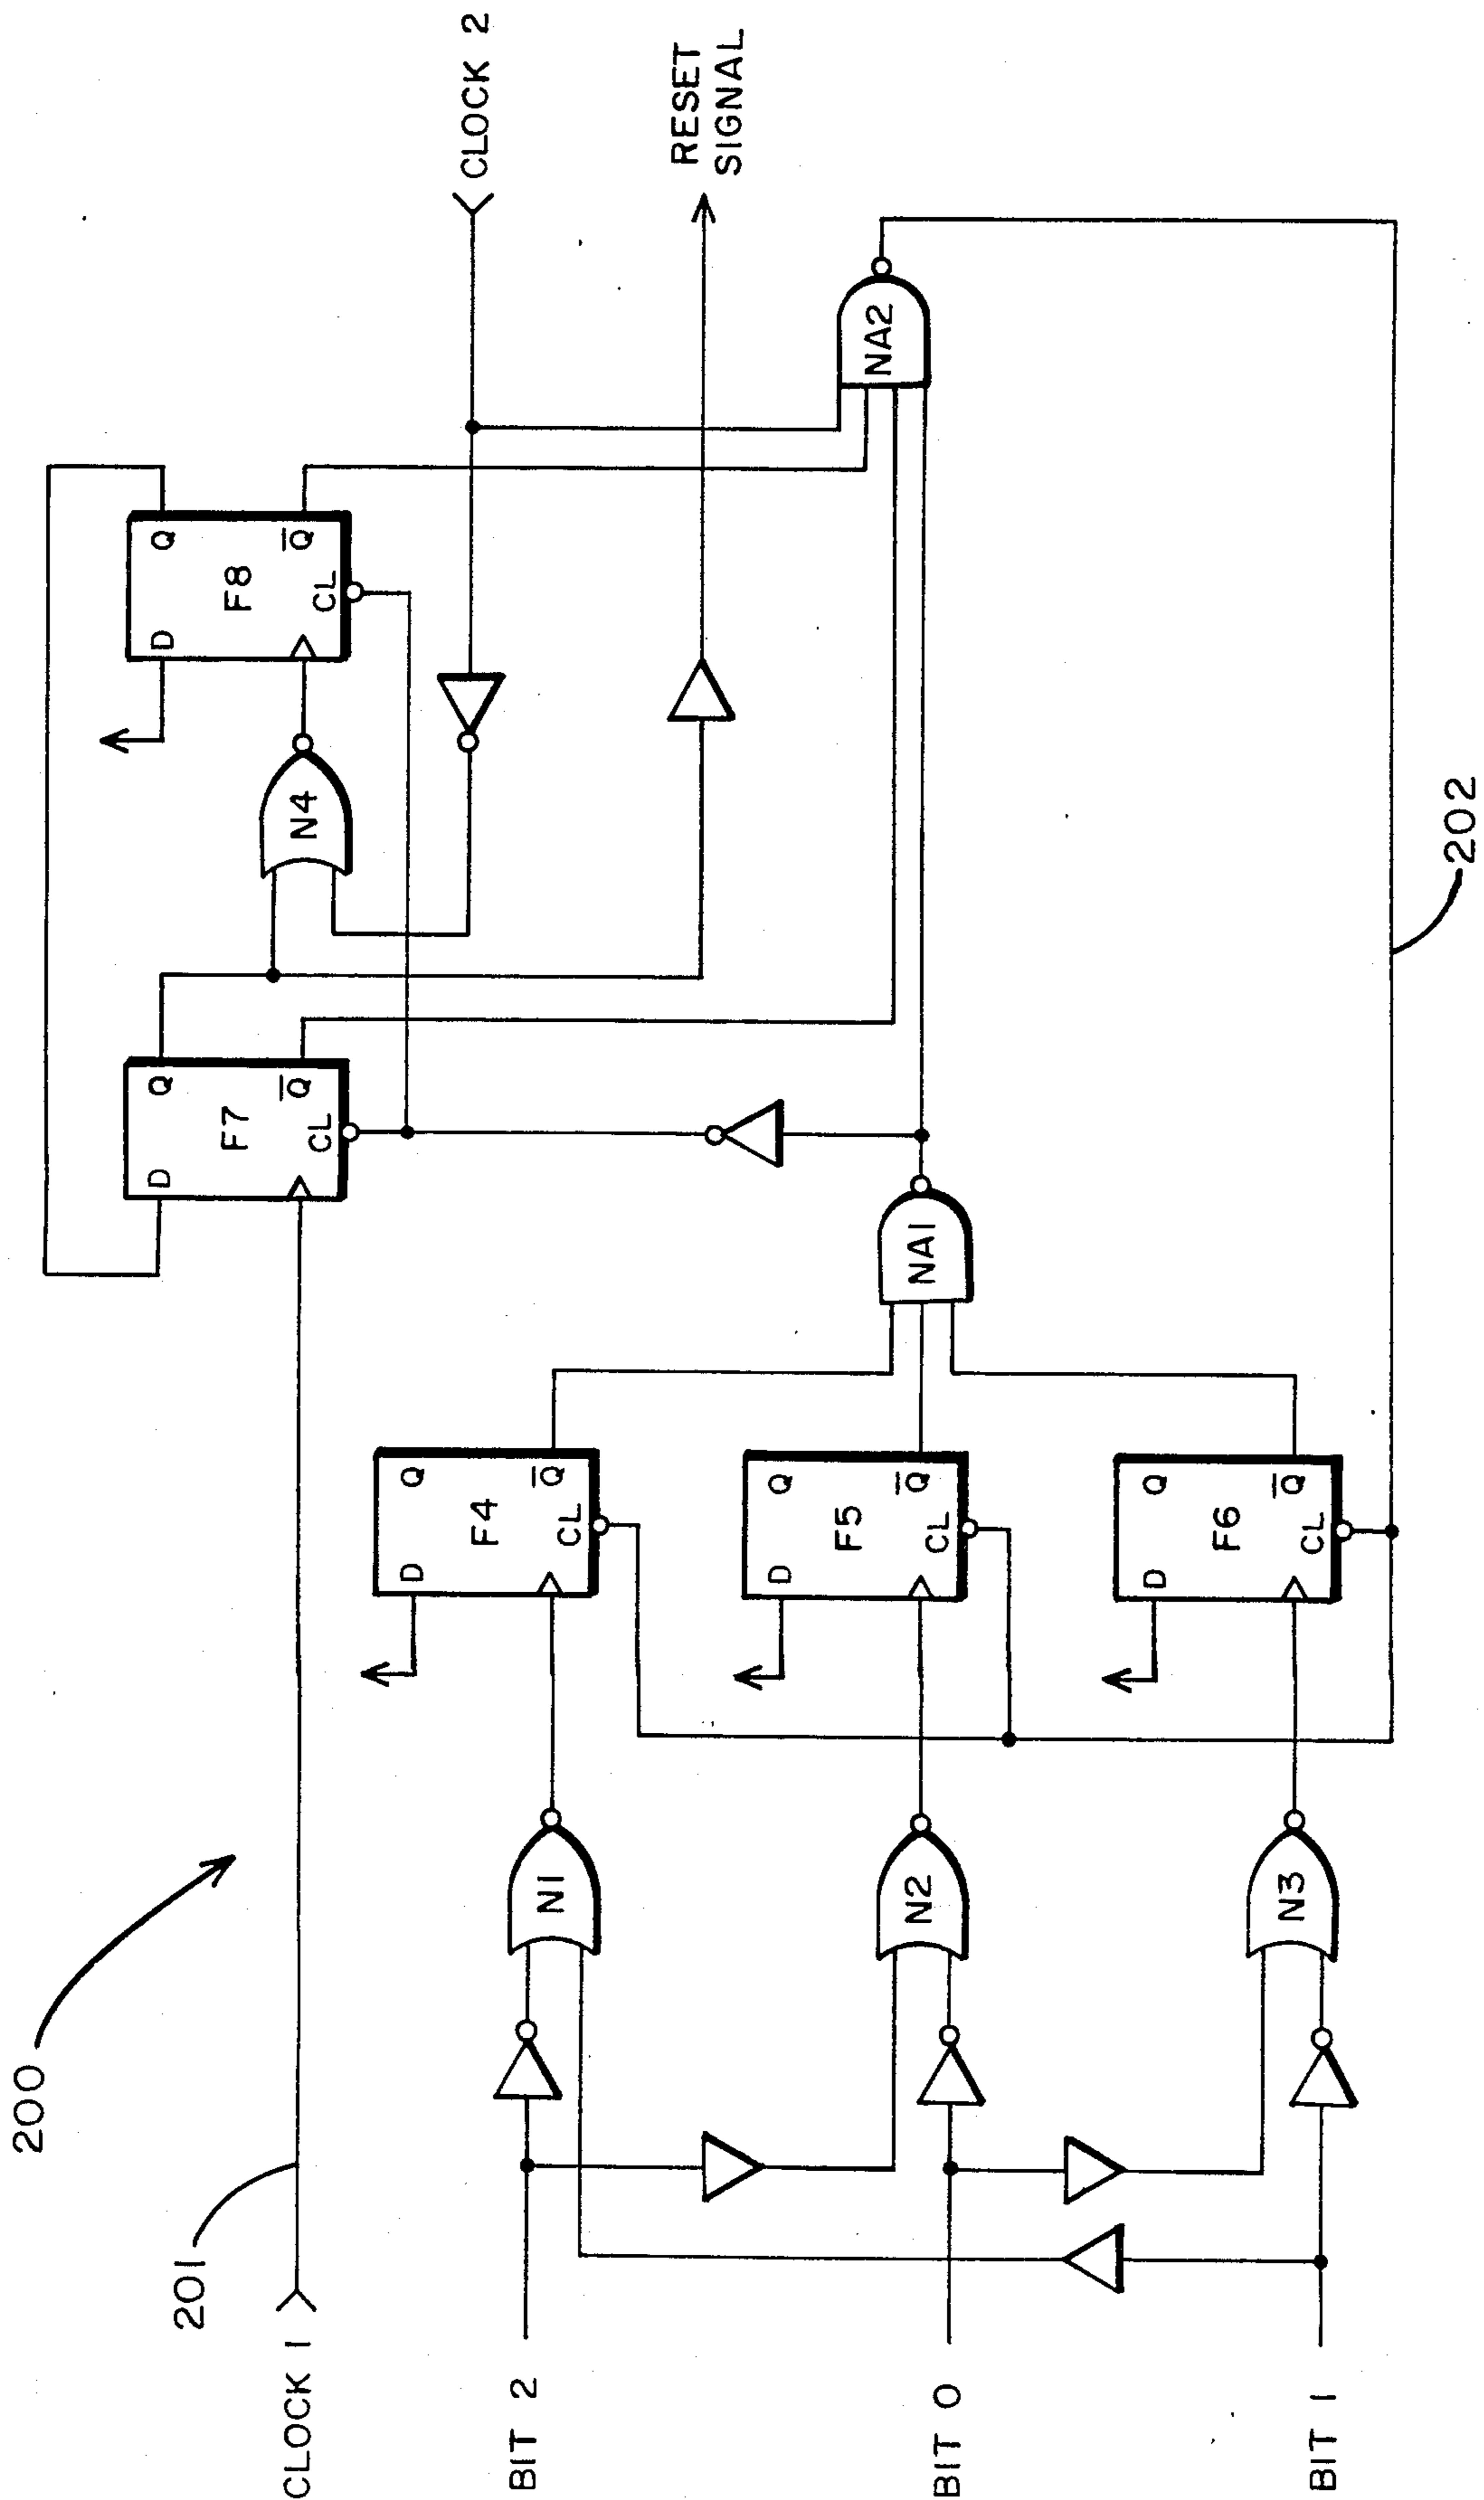 200
201
CLOCK 1
BIT 2
BIT 0
BIT 1
N1
N2
N3
D
Q
F4
Q̅
CL
D
Q
F5
Q̅
CL
D
Q
F6
Q̅
CL
NA1
D
Q
F7
Q̅
CL
N4
D
Q
F8
Q̅
CL
NA2
CLOCK 2
RESET
SIGNAL
202